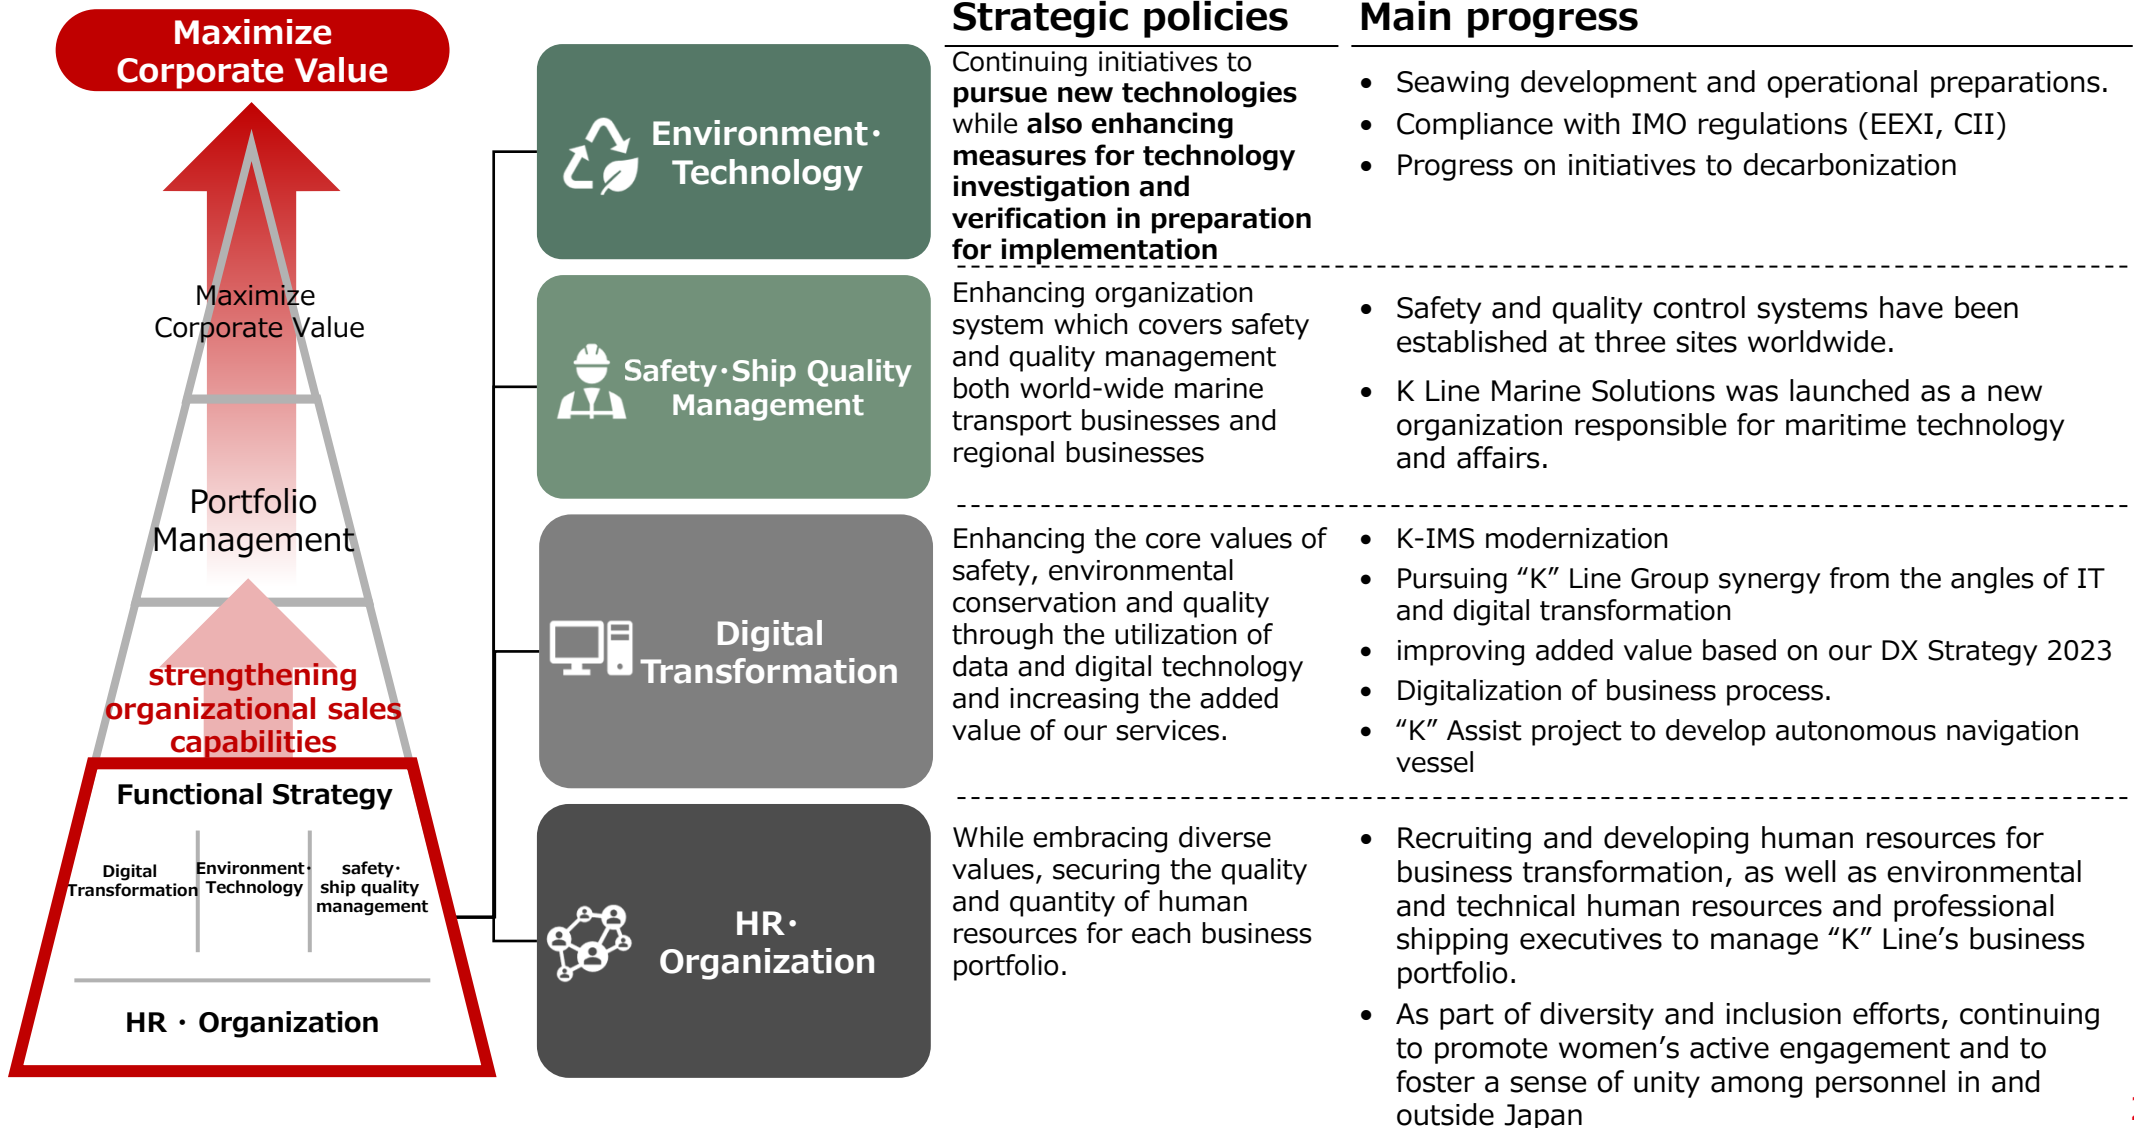 Maximize
Corporate Value
Maximize
Corporate Value
Portfolio
Management
strengthening
organizational sales
capabilities
Functional Strategy
Digital
Transformation
Environment･
Technology
safety･
ship quality
management
HR ･ Organization
Strategic policies
Main progress
Environment･
Technology
Continuing initiatives to
pursue new technologies
while also enhancing
measures for technology
investigation and
verification in preparation
for implementation
• Seawing development and operational preparations.
• Compliance with IMO regulations (EEXI, CII)
• Progress on initiatives to decarbonization
Safety･Ship Quality
Management
Enhancing organization
system which covers safety
and quality management
both world-wide marine
transport businesses and
regional businesses
• Safety and quality control systems have been
established at three sites worldwide.
• K Line Marine Solutions was launched as a new
organization responsible for maritime technology
and affairs.
Digital
Transformation
Enhancing the core values of
safety, environmental
conservation and quality
through the utilization of
data and digital technology
and increasing the added
value of our services.
• K-IMS modernization
• Pursuing “K” Line Group synergy from the angles of IT
and digital transformation
• improving added value based on our DX Strategy 2023
• Digitalization of business process.
• “K” Assist project to develop autonomous navigation
vessel
HR･
Organization
While embracing diverse
values, securing the quality
and quantity of human
resources for each business
portfolio.
• Recruiting and developing human resources for
business transformation, as well as environmental
and technical human resources and professional
shipping executives to manage “K” Line’s business
portfolio.
• As part of diversity and inclusion efforts, continuing
to promote women’s active engagement and to
foster a sense of unity among personnel in and
outside Japan